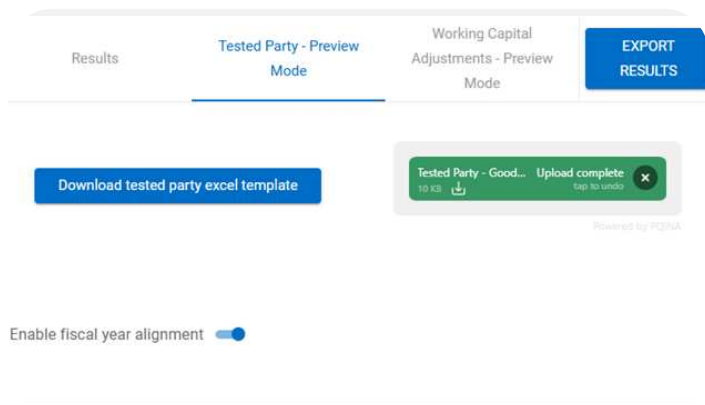 Results
Tested Party - Preview
Mode
Working Capital
Adjustments - Preview
Mode
EXPORT
RESULTS
Download tested party excel template
Tested Party - Good... Upload complete
10 KB tap to undo
Powered by PQINA
Enable fiscal year alignment